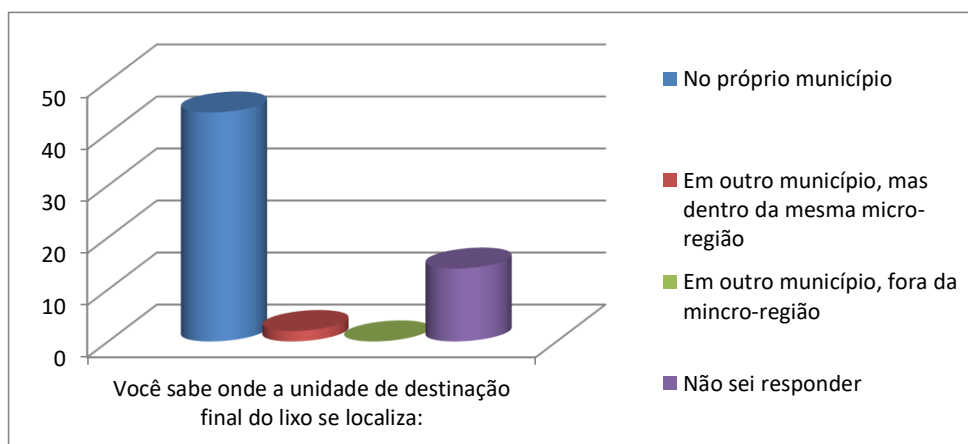 50
40
30
20
10
0
Você sabe onde a unidade de destinação
final do lixo se localiza:
No próprio município
Em outro município, mas
dentro da mesma micro-
região
Em outro município, fora da
mincro-região
Não sei responder